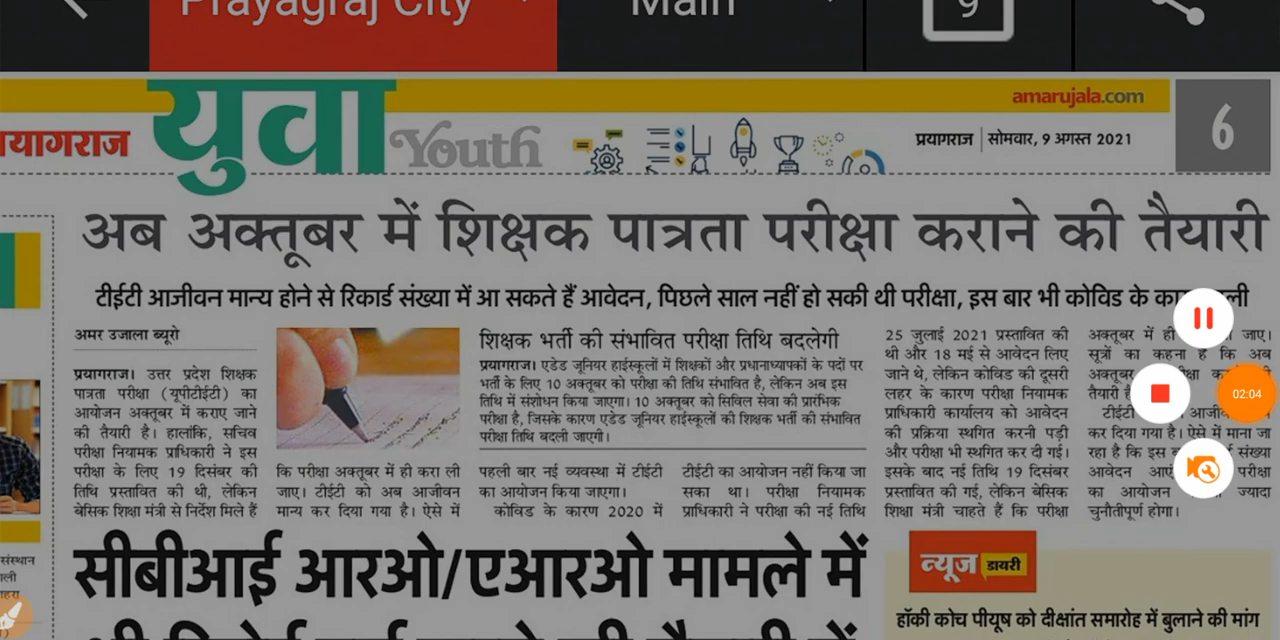 Prayagraj City
Main
9
amarujala.com
युवा
Youth
प्रयागराज | सोमवार, 9 अगस्त 2021
6
अब अक्तूबर में शिक्षक पात्रता परीक्षा कराने की तैयारी
टीईटी आजीवन मान्य होने से रिकार्ड संख्या में आ सकते हैं आवेदन, पिछले साल नहीं हो सकी थी परीक्षा, इस बार भी कोविड के
अमर उजाला ब्यूरो
प्रयागराज। उत्तर प्रदेश शिक्षक
पात्रता परीक्षा (यूपीटीईटी) का
आयोजन अक्तूबर में कराए जाने
की तैयारी है। हालांकि, सचिव
परीक्षा नियामक प्राधिकारी ने इस
परीक्षा के लिए 19 दिसंबर की
तिथि प्रस्तावित की थी, लेकिन
बेसिक शिक्षा मंत्री से निर्देश मिले हैं
कि परीक्षा अक्तूबर में ही करा ली
जाए। टीईटी को अब आजीवन
मान्य कर दिया गया है। ऐसे में
शिक्षक भर्ती की संभावित परीक्षा तिथि बदलेगी
प्रयागराज। एडेड जूनियर हाईस्कूलों में शिक्षकों और प्रधानाध्यापकों के पदों पर
भर्ती के लिए 10 अक्तूबर को परीक्षा की तिथि संभावित है, लेकिन अब इस
तिथि में संशोधन किया जाएगा। 10 अक्तूबर को सिविल सेवा की प्रारंभिक
परीक्षा है, जिसके कारण एडेड जूनियर हाईस्कूलों की शिक्षक भर्ती की संभावित
परीक्षा तिथि बदली जाएगी।
पहली बार नई व्यवस्था में टीईटी
का आयोजन किया जाएगा।
कोविड के कारण 2020 में
टीईटी का आयोजन नहीं किया जा
सका था। परीक्षा नियामक
प्राधिकारी ने परीक्षा की नई तिथि
25 जुलाई 2021 प्रस्तावित की
थी और 18 मई से आवेदन लिए
जाने थे, लेकिन कोविड की दूसरी
लहर के कारण परीक्षा नियामक
प्राधिकारी कार्यालय को आवेदन
की प्रक्रिया स्थगित करनी पड़ी
और परीक्षा भी स्थगित कर दी गई।
इसके बाद नई तिथि 19 दिसंबर
प्रस्तावित की गई, लेकिन बेसिक
शिक्षा मंत्री चाहते हैं कि परीक्षा
अक्तूबर में ही जाए।
सूत्रों का कहना है कि अब
अक्तूबर की
तैयारी
टीईटी
कर दिया गया है। ऐसे में माना जा
रहा है कि इस संख्या
आवेदन परीक्षा
का आयोजन ज्यादा
चुनौतीपूर्ण होगा।
02:04
सीबीआई आरओ/एआरओ मामले में
न्यूज डायरी
हॉकी कोच पीयूष को दीक्षांत समारोह में बुलाने की मांग
संस्थान